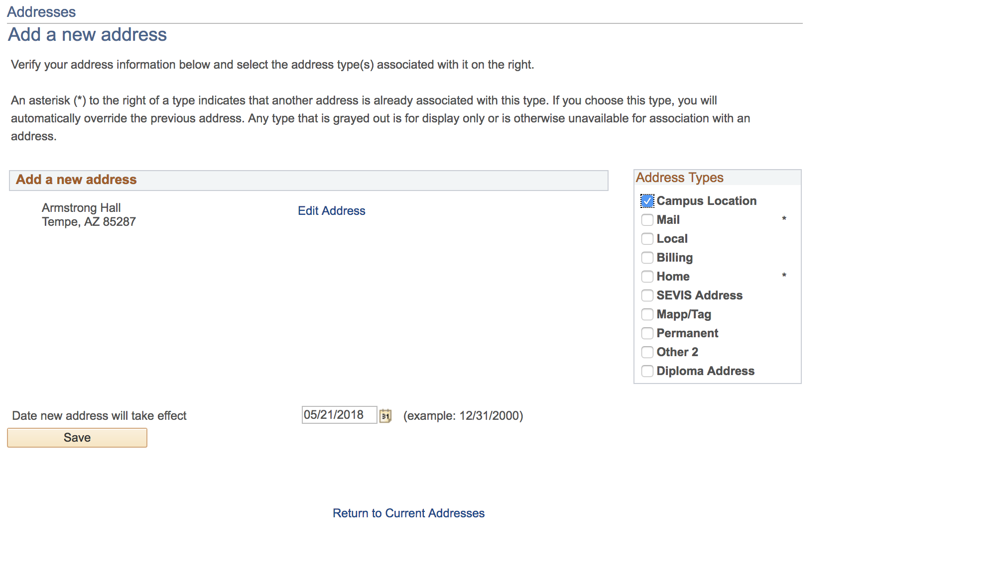 Addresses
Add a new address
Verify your address information below and select the address type(s) associated with it on the right.
An asterisk (*) to the right of a type indicates that another address is already associated with this type. If you choose this type, you will
automatically override the previous address. Any type that is grayed out is for display only or is otherwise unavailable for association with an
address.
Add a new address
Armstrong Hall
Tempe, AZ 85287
Edit Address
Address Types
Campus Location
Mail *
Local
Billing
Home *
SEVIS Address
Mapp/Tag
Permanent
Other 2
Diploma Address
Date new address will take effect 05/21/2018 31 (example: 12/31/2000)
Save
Return to Current Addresses